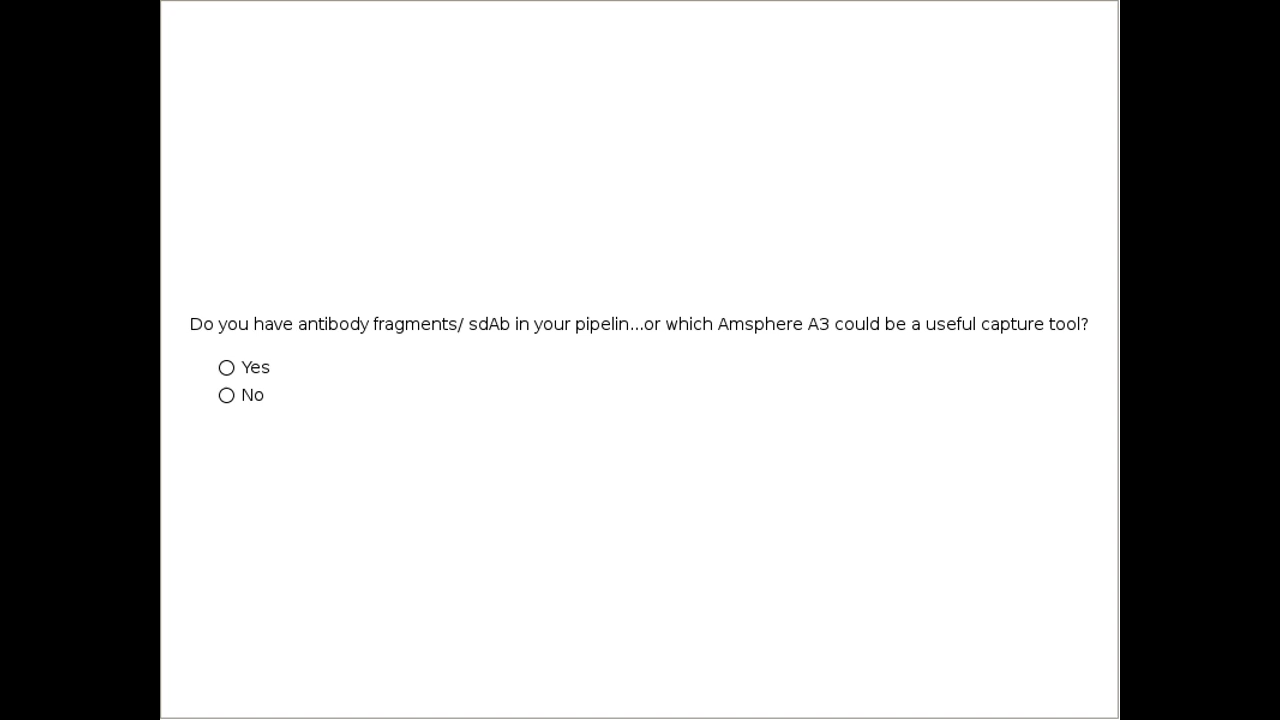 Do you have antibody fragments/ sdAb in your pipelin...or which Amsphere A3 could be a useful capture tool?
Yes
No